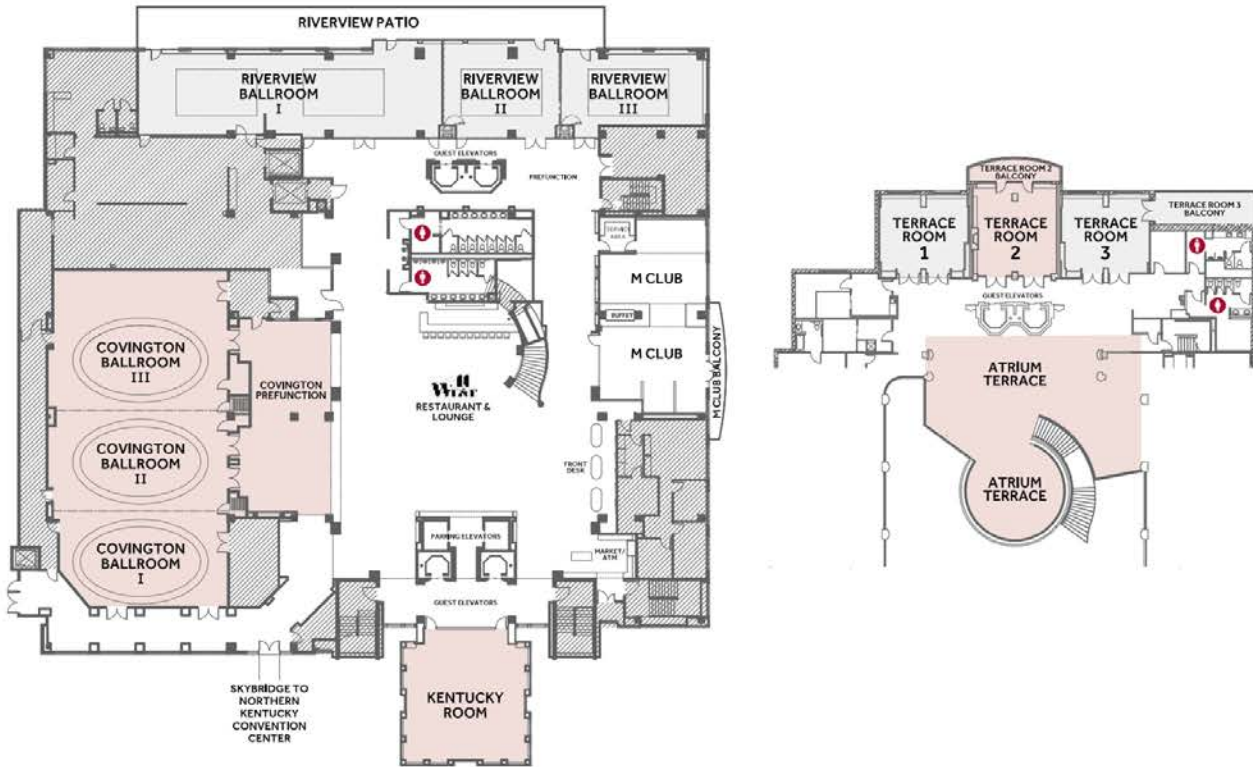 RIVERVIEW PATIO
RIVERVIEW
BALLROOM
I
RIVERVIEW
BALLROOM
II
RIVERVIEW
BALLROOM
III
GUEST ELEVATORS
PREFUNCTION
SERVICE
AREA
M CLUB
BUFFET
M CLUB
M CLUB BALCONY
COVINGTON
BALLROOM
III
COVINGTON
PREFUNCTION
COVINGTON
BALLROOM
II
COVINGTON
BALLROOM
I
RESTAURANT &
LOUNGE
FRONT
DESK
PARKING ELEVATORS
MARKET/
ATM
GUEST ELEVATORS
SKYBRIDGE TO
NORTHERN
KENTUCKY
CONVENTION
CENTER
KENTUCKY
ROOM
TERRACE ROOM 2
BALCONY
TERRACE ROOM 3
BALCONY
TERRACE
ROOM
1
TERRACE
ROOM
2
TERRACE
ROOM
3
GUEST ELEVATORS
ATRIUM
TERRACE
ATRIUM
TERRACE